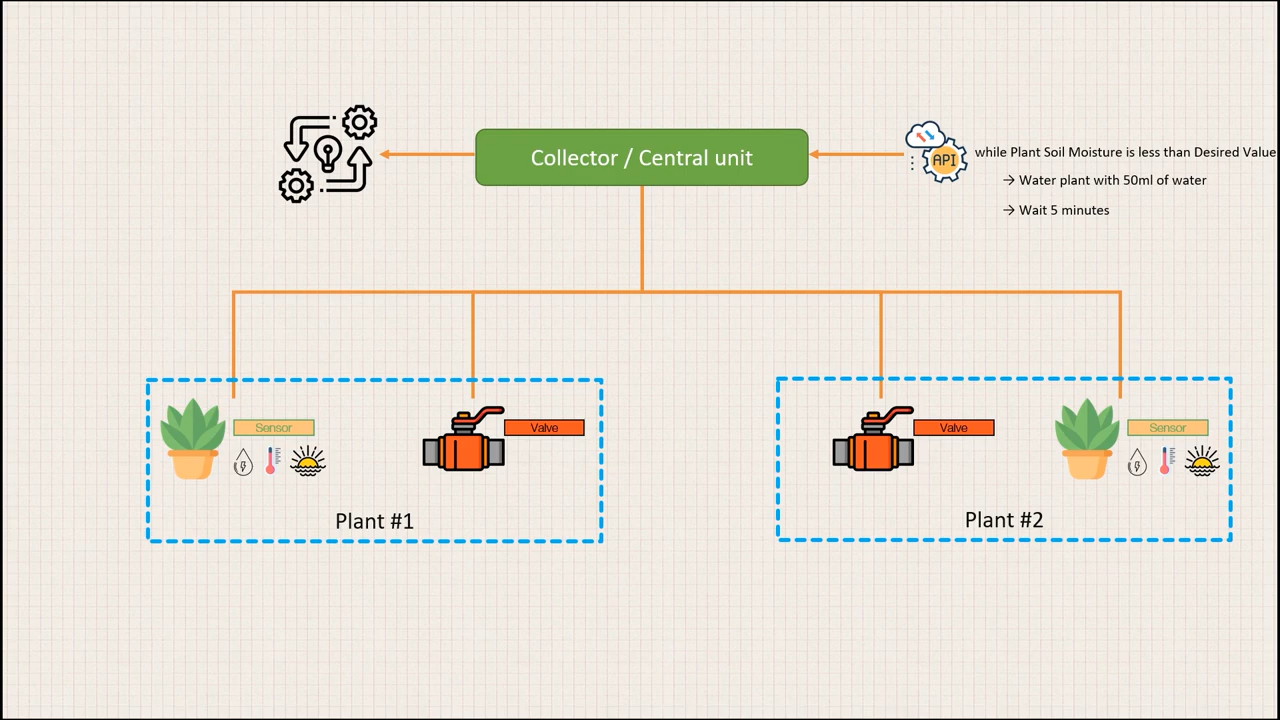 Collector / Central unit
API
while Plant Soil Moisture is less than Desired Value
→ Water plant with 50ml of water
→ Wait 5 minutes
Sensor
Valve
Plant #1
Valve
Sensor
Plant #2